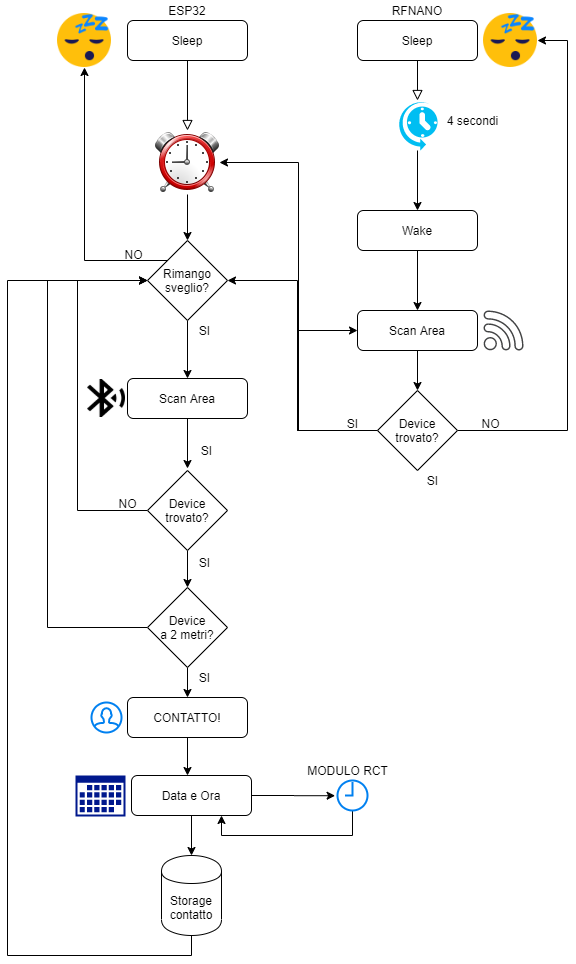 ESP32
RFNANO
Sleep
Sleep
4 secondi
Wake
NO
Rimango
sveglio?
SI
Scan Area
Scan Area
SI
Device
trovato?
NO
SI
SI
NO
Device
trovato?
SI
Device
a 2 metri?
SI
CONTATTO!
MODULO RCT
Data e Ora
Storage
contatto